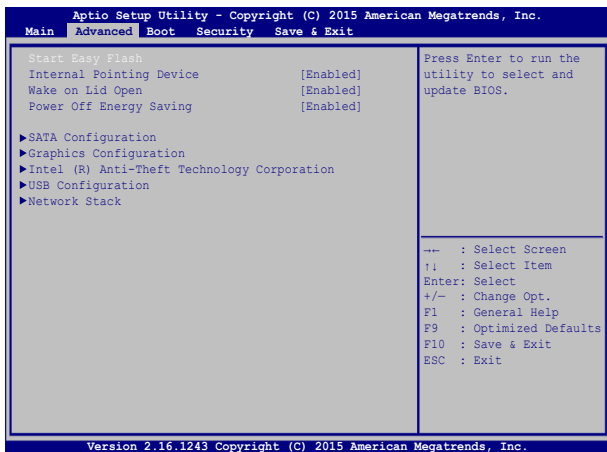 Aptio Setup Utility - Copyright (C) 2015 American Megatrends, Inc.
Main Advanced Boot Security Save & Exit
Start Easy Flash
Internal Pointing Device [Enabled]
Wake on Lid Open [Enabled]
Power Off Energy Saving [Enabled]
▶SATA Configuration
▶Graphics Configuration
▶Intel (R) Anti-Theft Technology Corporation
▶USB Configuration
▶Network Stack
Press Enter to run the
utility to select and
update BIOS.
→← : Select Screen
↑↓ : Select Item
Enter: Select
+/— : Change Opt.
F1 : General Help
F9 : Optimized Defaults
F10 : Save & Exit
ESC : Exit
Version 2.16.1243 Copyright (C) 2015 American Megatrends, Inc.